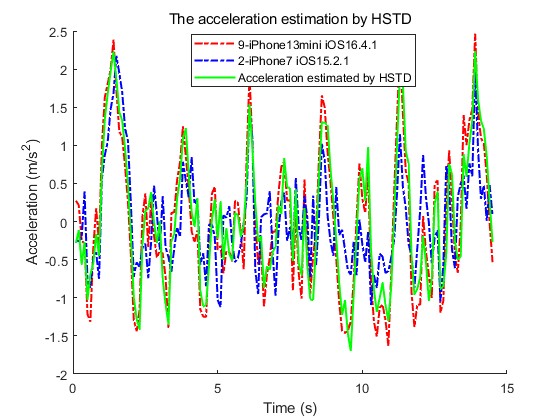 The acceleration estimation by HSTD
9-iPhone13mini iOS16.4.1
2-iPhone7 iOS15.2.1
Acceleration estimated by HSTD
Acceleration (m/s²)
2.5
2
1.5
1
0.5
0
-0.5
-1
-1.5
-2
0 5 10 15
Time (s)